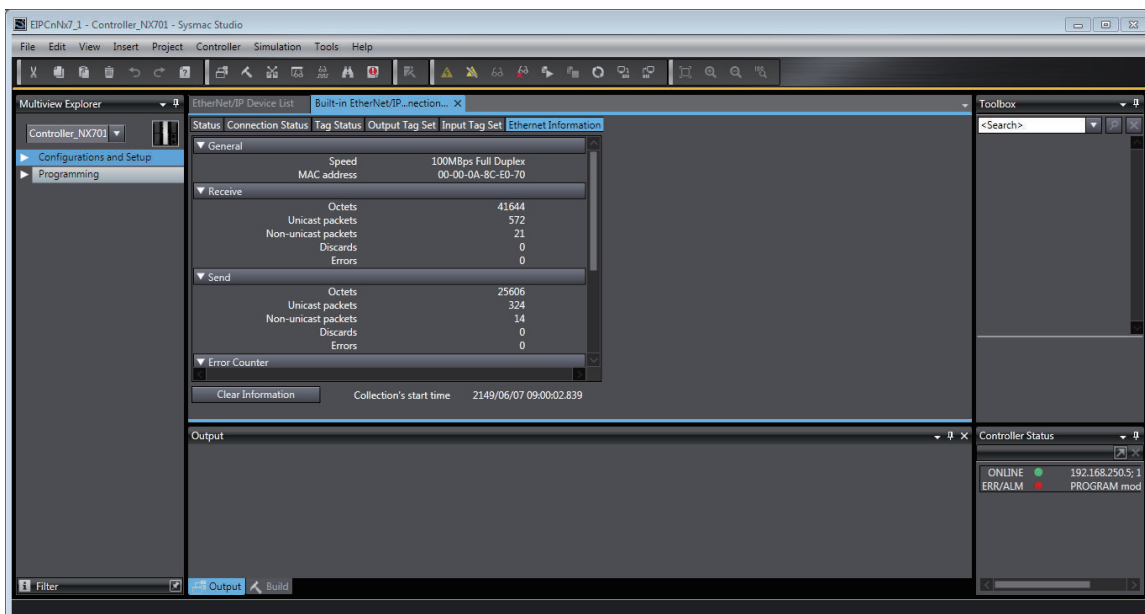 EIPCnNx7_1 - Controller_NX701 - Sysmac Studio
File Edit View Insert Project Controller Simulation Tools Help
Multiview Explorer
Controller_NX701
Configurations and Setup
Programming
EtherNet/IP Device List Built-in EtherNet/IP...nection...
Status Connection Status Tag Status Output Tag Set Input Tag Set Ethernet Information
General
Speed 100MBps Full Duplex
MAC address 00-00-0A-8C-E0-70
Receive
Octets 41644
Unicast packets 572
Non-unicast packets 21
Discards 0
Errors 0
Send
Octets 25606
Unicast packets 324
Non-unicast packets 14
Discards 0
Errors 0
Error Counter
Clear Information Collection's start time 2149/06/07 09:00:02.839
Output
Toolbox
<Search>
Controller Status
ONLINE 192.168.250.5; 1
ERR/ALM PROGRAM mod
Filter
Output Build